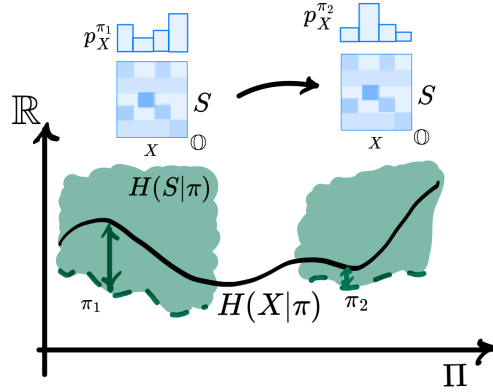 p_X^{π_1}
p_X^{π_2}
S
S
𝕆
𝕆
X
X
ℝ
H(S|π)
π_1
H(X|π)
π_2
Π